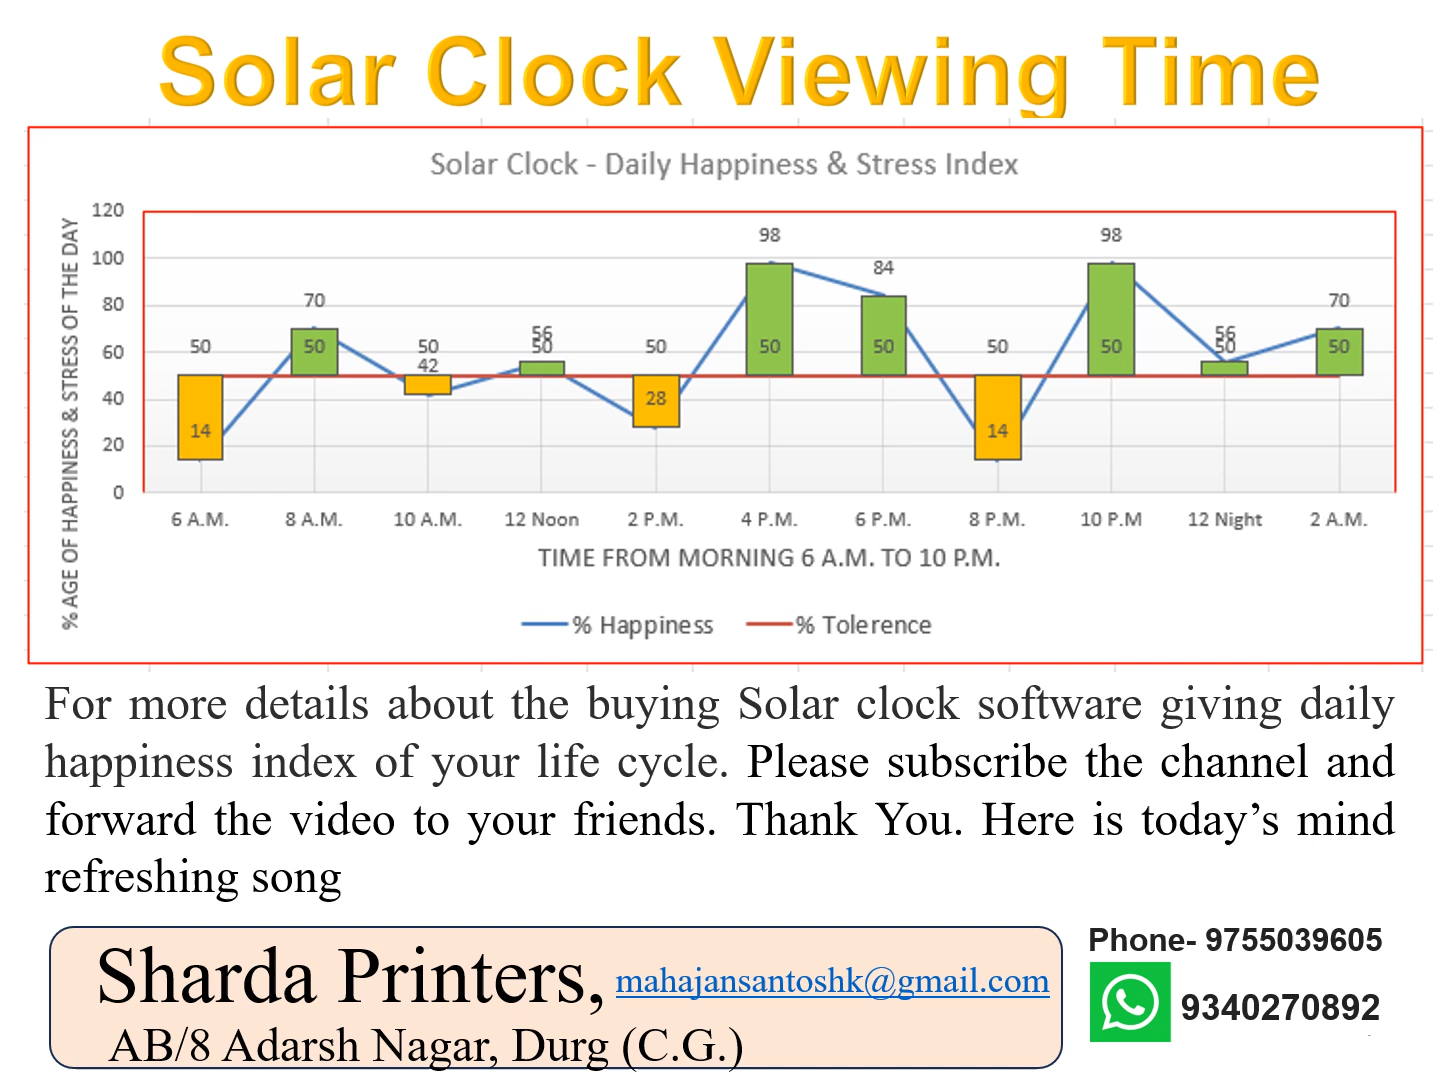 Solar Clock Viewing Time
Solar Clock - Daily Happiness & Stress Index
% AGE OF HAPPINESS & STRESS OF THE DAY
120
100
80
60
40
20
0
50 70 50 56 50 98 84 50 98 56 70
14 50 42 50 28 50 50 14 50 50 50
6 A.M. 8 A.M. 10 A.M. 12 Noon 2 P.M. 4 P.M. 6 P.M. 8 P.M. 10 P.M 12 Night 2 A.M.
TIME FROM MORNING 6 A.M. TO 10 P.M.
% Happiness % Tolerence
For more details about the buying Solar clock software giving daily
happiness index of your life cycle. Please subscribe the channel and
forward the video to your friends. Thank You. Here is today’s mind
refreshing song
Sharda Printers, mahajansantoshk@gmail.com
AB/8 Adarsh Nagar, Durg (C.G.)
Phone- 9755039605
9340270892